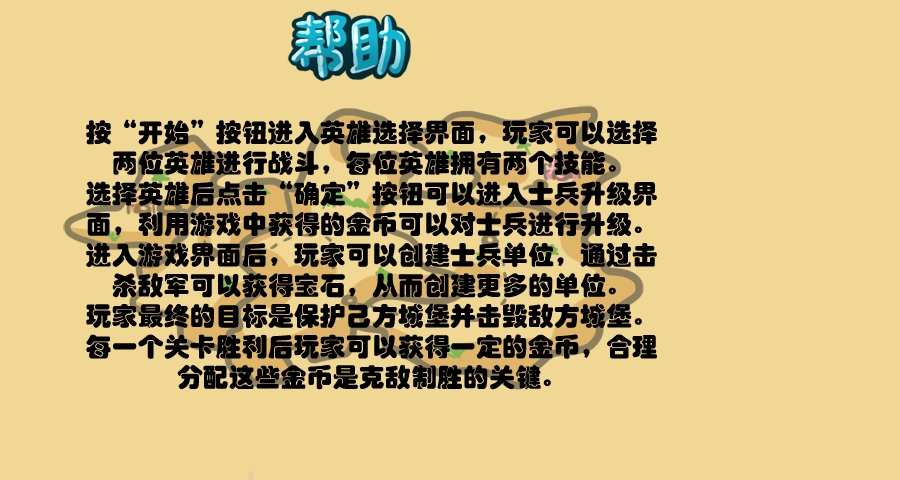 帮助
按“开始”按钮进入英雄选择界面，玩家可以选择
两位英雄进行战斗，每位英雄拥有两个技能。
选择英雄后点击“确定”按钮可以进入士兵升级界
面，利用游戏中获得的金币可以对士兵进行升级。
进入游戏界面后，玩家可以创建士兵单位，通过击
杀敌军可以获得宝石，从而创建更多的单位。
玩家最终的目标是保护己方城堡并击毁敌方城堡。
每一个关卡胜利后玩家可以获得一定的金币，合理
分配这些金币是克敌制胜的关键。